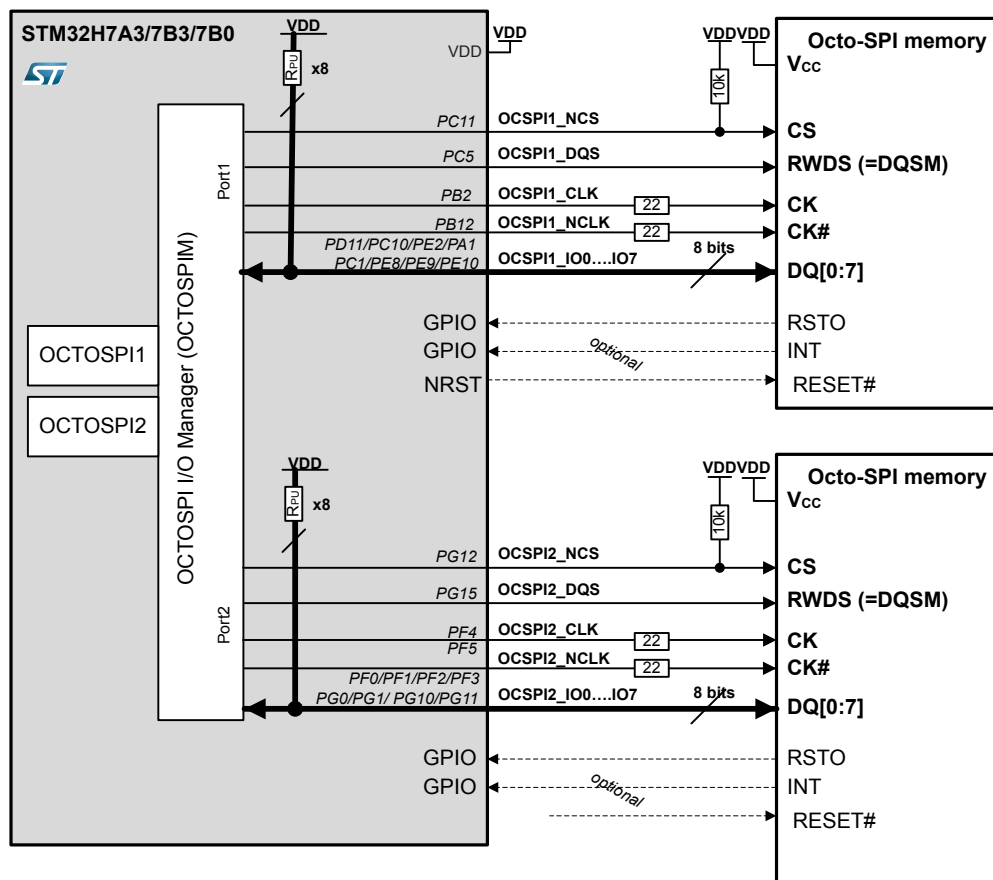 STM32H7A3/7B3/7B0
VDD
RPU
x8
VDD
VDD
VDD VDD
10k
Octo-SPI memory
VCC
PC11 OCSPI1_NCS
CS
PC5 OCSPI1_DQS
RWDS (=DQSM)
PB2 OCSPI1_CLK
22
CK
PB12 OCSPI1_NCLK
22
CK#
PD11/PC10/PE2/PA1
PC1/PE8/PE9/PE10 OCSPI1_IO0....IO7
8 bits
DQ[0:7]
GPIO
RSTO
GPIO
optional
INT
NRST
RESET#
Port1
OCTOSPI1
OCTOSPI2
OCTOSPI I/O Manager (OCTOSPIM)
Port2
VDD
RPU
x8
VDD VDD
10k
Octo-SPI memory
VCC
PG12 OCSPI2_NCS
CS
PG15 OCSPI2_DQS
RWDS (=DQSM)
PF4 OCSPI2_CLK
22
CK
PF5
OCSPI2_NCLK
22
CK#
PF0/PF1/PF2/PF3
PG0/PG1/ PG10/PG11 OCSPI2_IO0....IO7
8 bits
DQ[0:7]
GPIO
RSTO
GPIO
optional
INT
RESET#